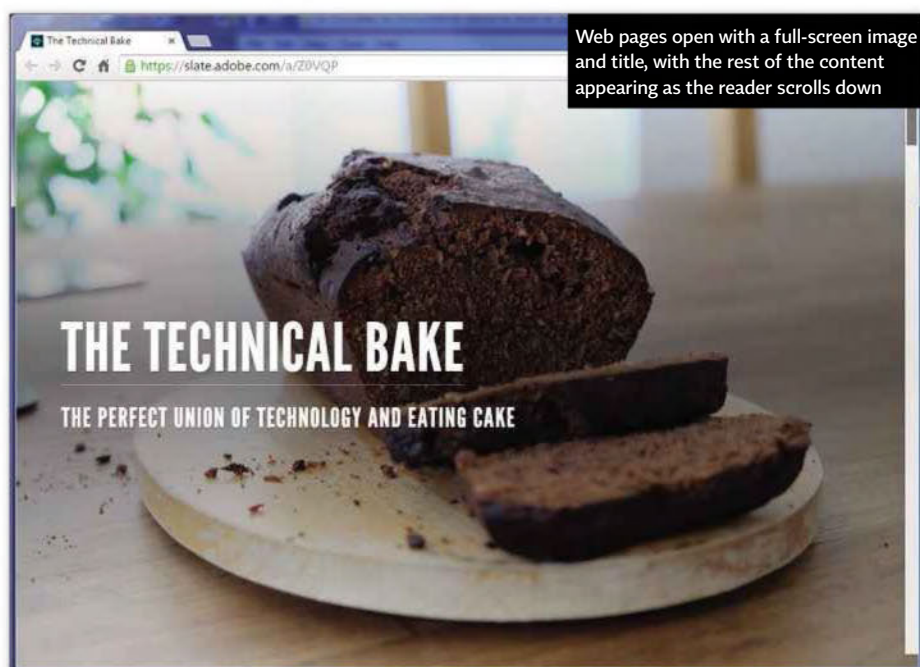 The Technical Bake
Web pages open with a full-screen image
and title, with the rest of the content
appearing as the reader scrolls down
https://slate.adobe.com/a/Z0VQP
THE TECHNICAL BAKE
THE PERFECT UNION OF TECHNOLOGY AND EATING CAKE